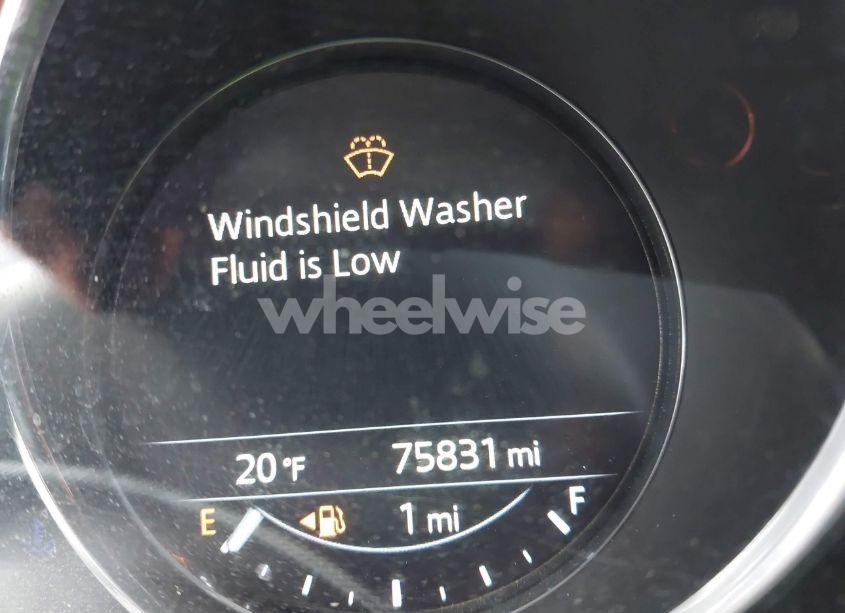 Windshield Washer
Fluid is Low
wheelwise
20 °F 75831 mi
E 1 mi F